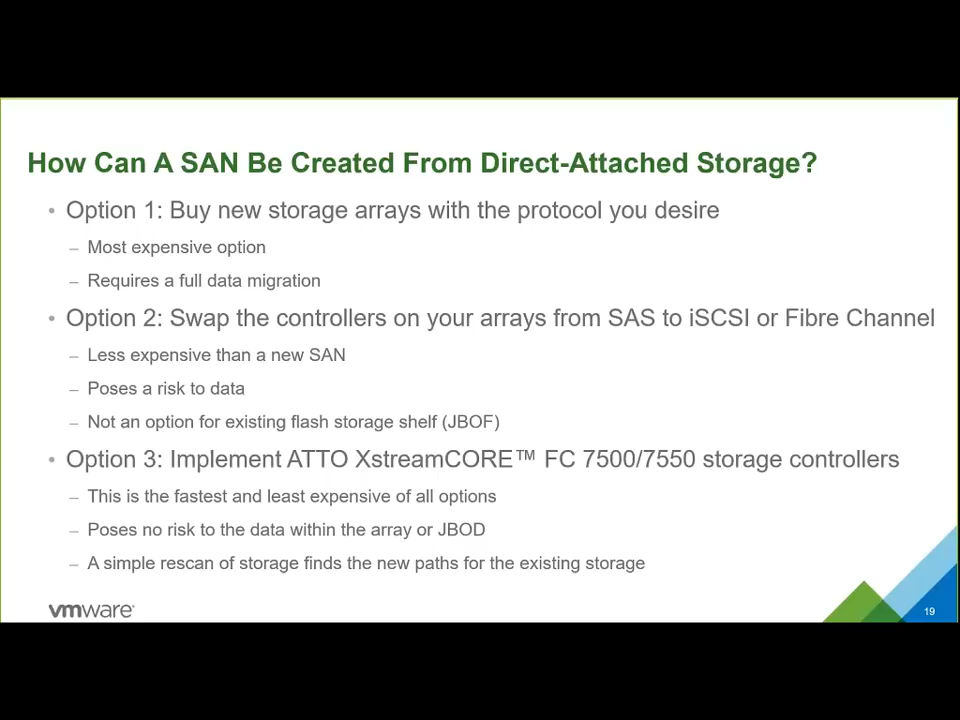 How Can A SAN Be Created From Direct-Attached Storage?
• Option 1: Buy new storage arrays with the protocol you desire
– Most expensive option
– Requires a full data migration
• Option 2: Swap the controllers on your arrays from SAS to iSCSI or Fibre Channel
– Less expensive than a new SAN
– Poses a risk to data
– Not an option for existing flash storage shelf (JBOF)
• Option 3: Implement ATTO XstreamCORE™ FC 7500/7550 storage controllers
– This is the fastest and least expensive of all options
– Poses no risk to the data within the array or JBOD
– A simple rescan of storage finds the new paths for the existing storage
vmware
19